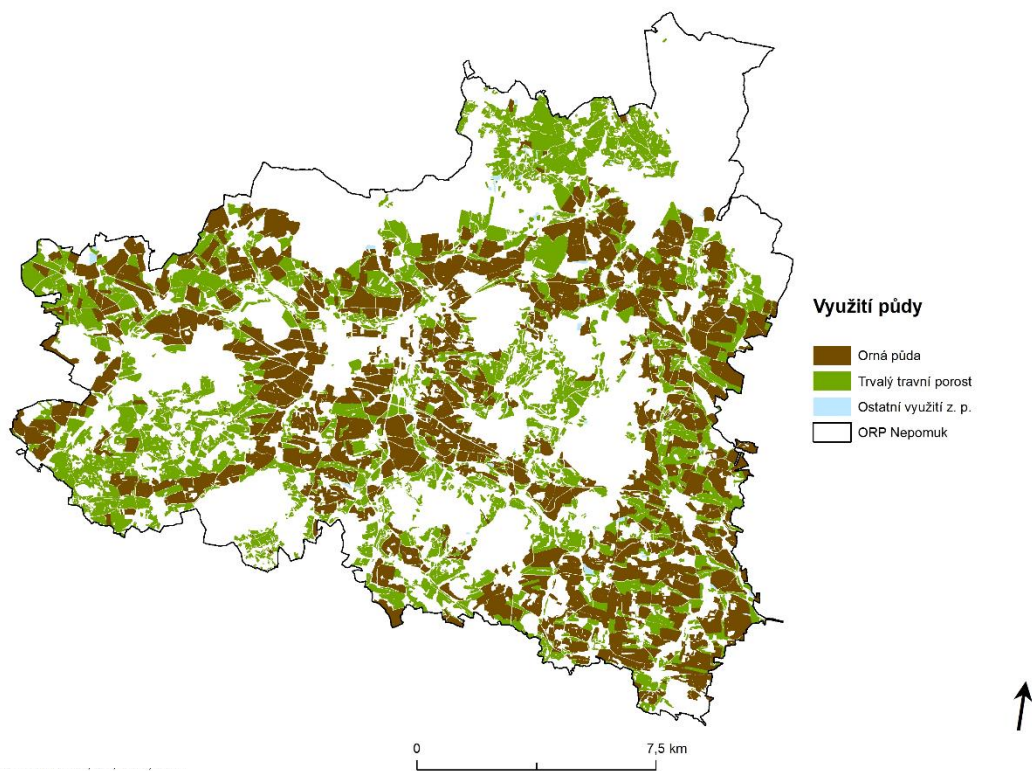 Využití půdy
Orná půda
Trvalý travní porost
Ostatní využití z. p.
ORP Nepomuk
0
7,5 km